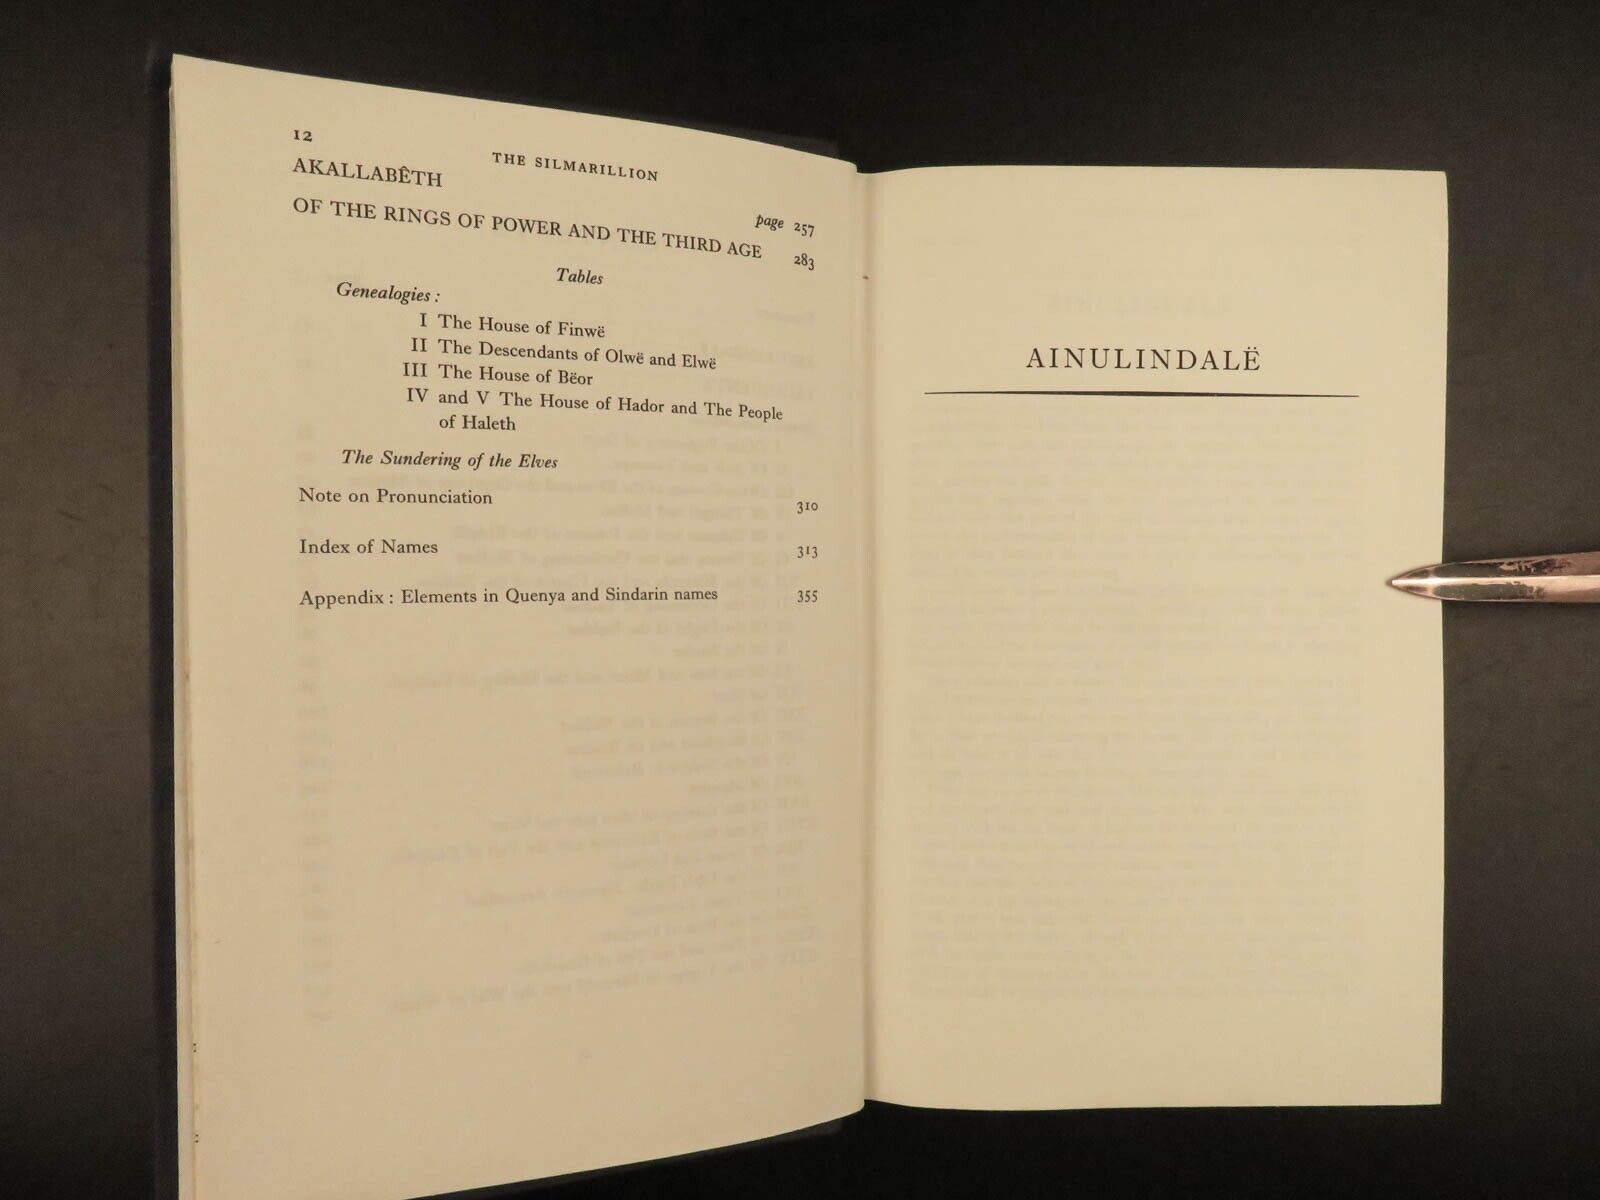 12
THE SILMARILLION
AKALLABÊTH page 257
OF THE RINGS OF POWER AND THE THIRD AGE 283
Tables
Genealogies :
I The House of Finwë
II The Descendants of Olwë and Elwë
III The House of Bëor
IV and V The House of Hador and The People
of Haleth
The Sundering of the Elves
Note on Pronunciation 310
Index of Names 313
Appendix : Elements in Quenya and Sindarin names 355
AINULINDALË